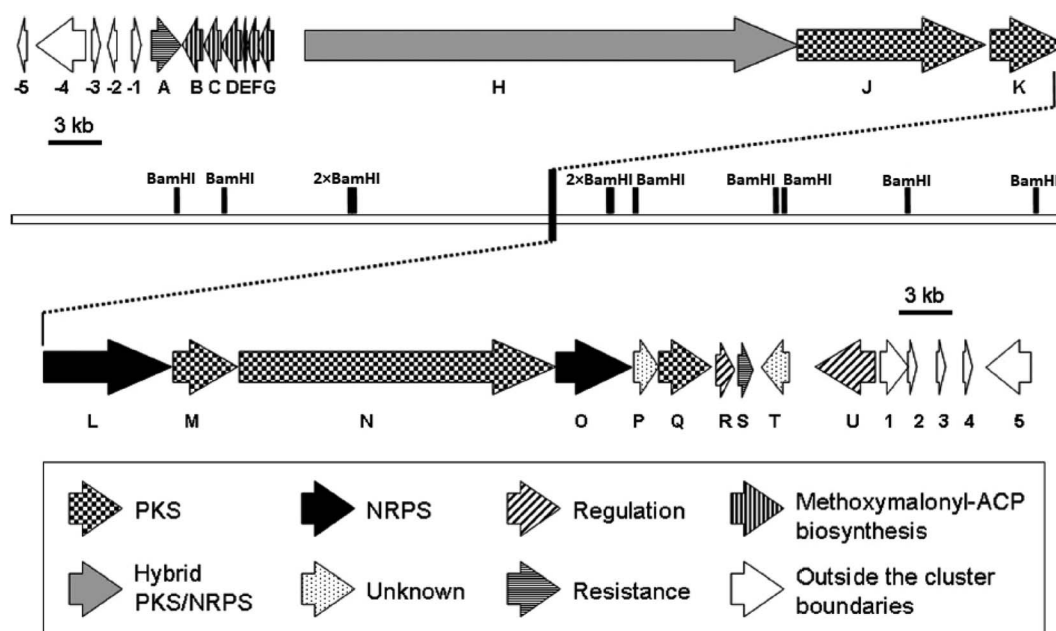 -5 -4 -3 -2 -1 A B C D E F G H J K
3 kb
BamHI BamHI 2×BamHI 2×BamHI BamHI BamHI BamHI BamHI BamHI
3 kb
L M N O P Q R S T U 1 2 3 4 5
PKS NRPS Regulation Methoxymalonyl-ACP
biosynthesis
Hybrid
PKS/NRPS Unknown Resistance Outside the cluster
boundaries